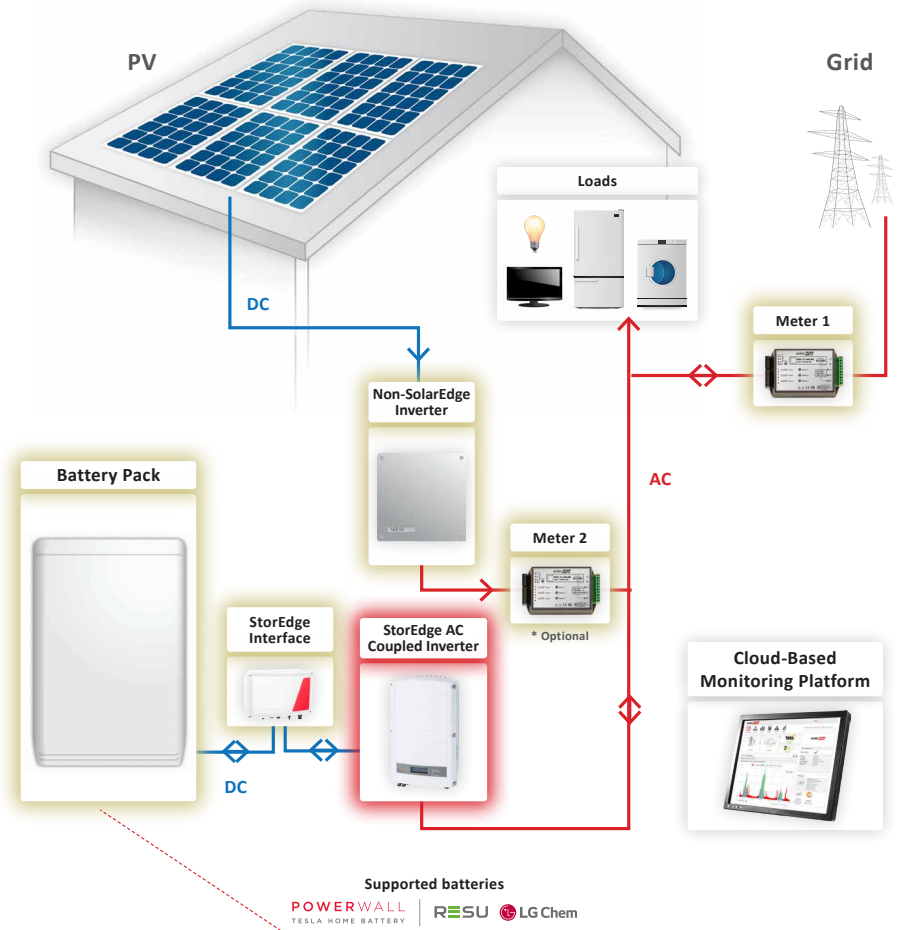 PV
Grid
Loads
DC
Meter 1
Non-SolarEdge
Inverter
Battery Pack
AC
Meter 2
StorEdge
Interface
StorEdge AC
Coupled Inverter
* Optional
Cloud-Based
Monitoring Platform
DC
Supported batteries
POWERWALL
TESLA HOME BATTERY
RESU
LG Chem